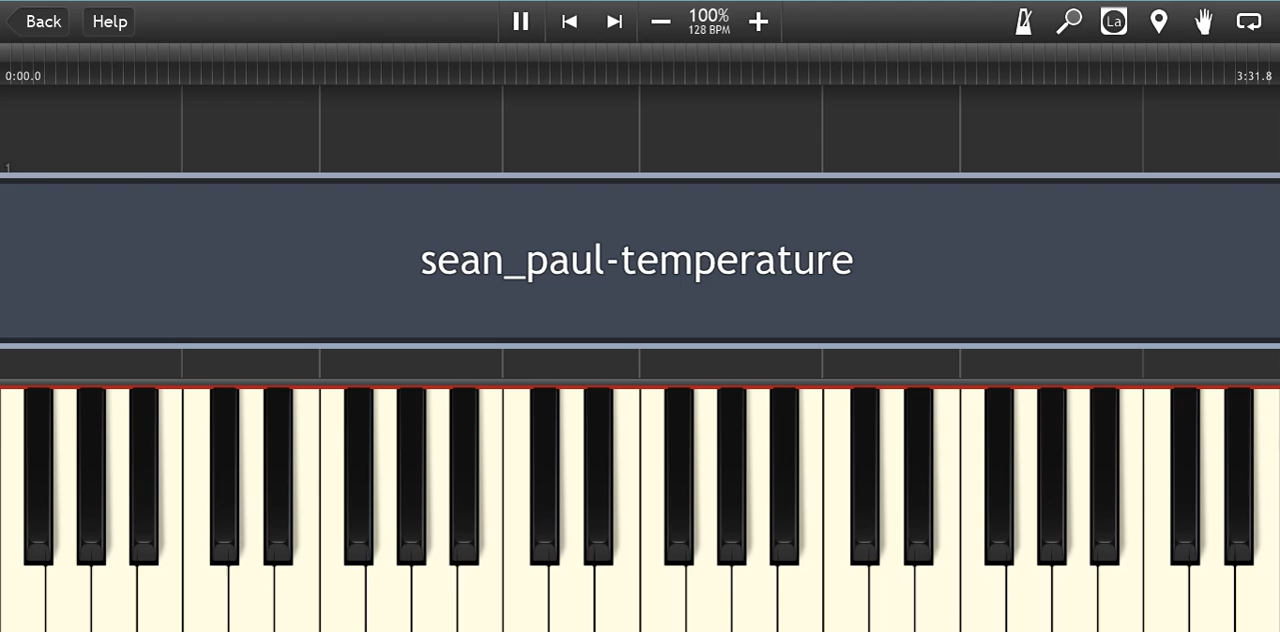 Back
Help
100%
128 BPM
La
0:00.0
3:31.8
1
sean_paul-temperature